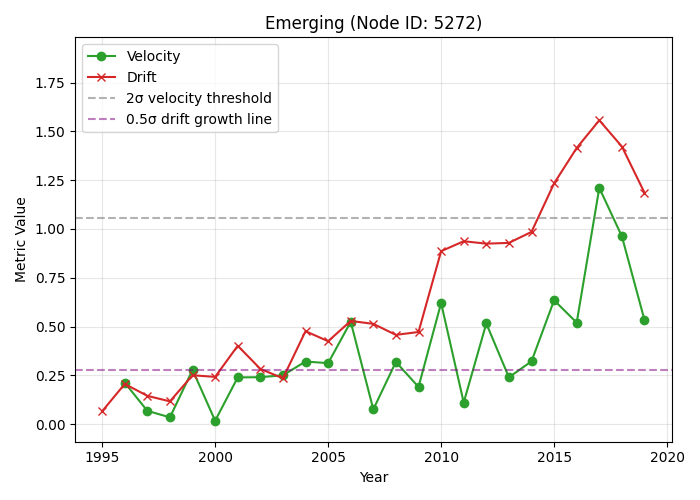 Emerging (Node ID: 5272)
Velocity
Drift
2σ velocity threshold
0.5σ drift growth line
Metric Value
1.75
1.50
1.25
1.00
0.75
0.50
0.25
0.00
1995 2000 2005 2010 2015 2020
Year